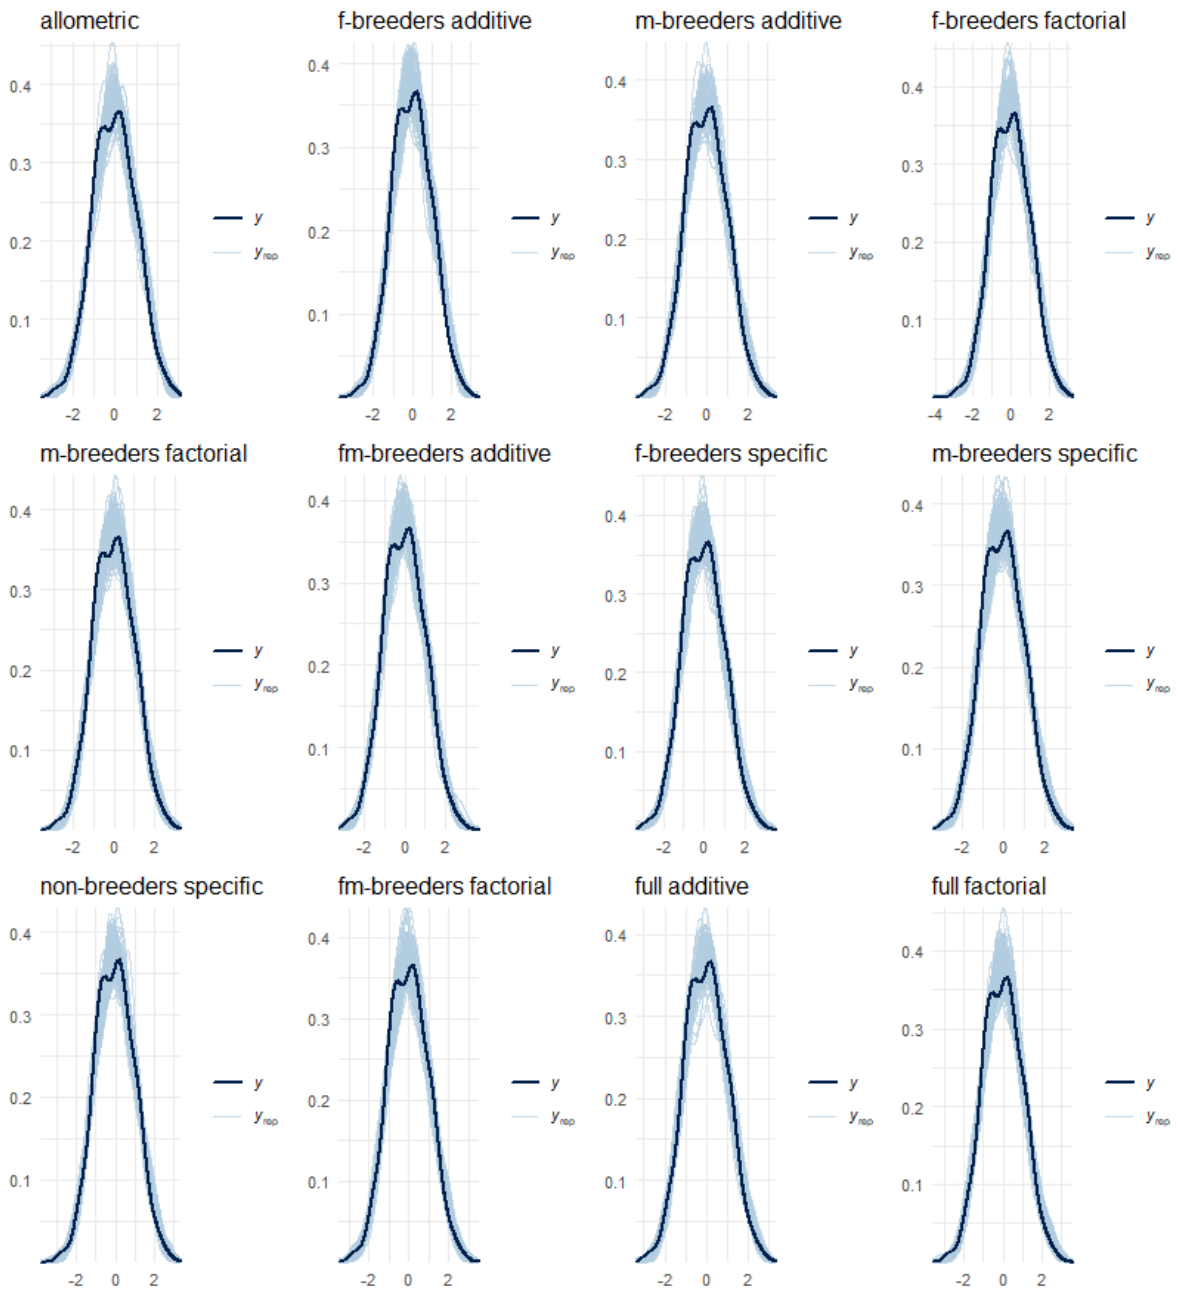 allometric f-breeders additive m-breeders additive f-breeders factorial
0.4 0.4 0.4 0.4
0.3 0.3 0.3 0.3
0.2 0.2 0.2 0.2
0.1 0.1 0.1 0.1
y y y y
yrep yrep yrep yrep
-2 0 2 -2 0 2 -2 0 2 -4 -2 0 2
m-breeders factorial fm-breeders additive f-breeders specific m-breeders specific
0.4 0.4 0.4 0.4
0.3 0.3 0.3 0.3
0.2 0.2 0.2 0.2
0.1 0.1 0.1 0.1
y y y y
yrep yrep yrep yrep
-2 0 2 -2 0 2 -2 0 2 -2 0 2
non-breeders specific fm-breeders factorial full additive full factorial
0.4 0.4 0.4 0.4
0.3 0.3 0.3 0.3
0.2 0.2 0.2 0.2
0.1 0.1 0.1 0.1
y y y y
yrep yrep yrep yrep
-2 0 2 -2 0 2 -2 0 2 -2 0 2